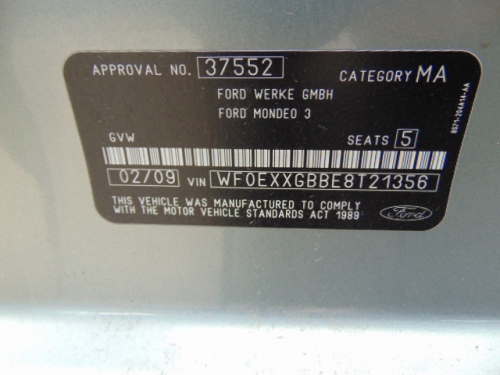 APPROVAL NO. 37552 CATEGORY MA
FORD WERKE GMBH
FORD MONDEO 3
GVW SEATS 5
02/09 VIN WF0EXXGBBE8T21356
THIS VEHICLE WAS MANUFACTURED TO COMPLY
WITH THE MOTOR VEHICLE STANDARDS ACT 1989
Ford